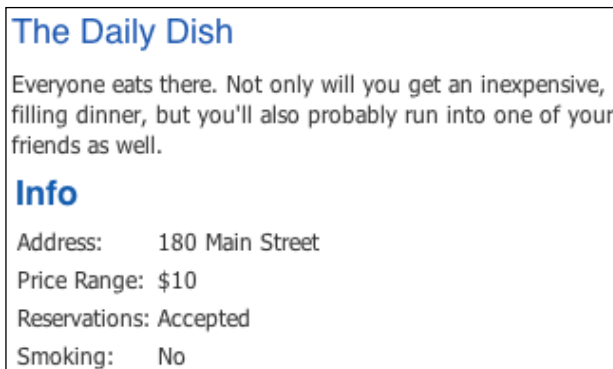 The Daily Dish
Everyone eats there. Not only will you get an inexpensive,
filling dinner, but you'll also probably run into one of your
friends as well.
Info
Address: 180 Main Street
Price Range: $10
Reservations: Accepted
Smoking: No